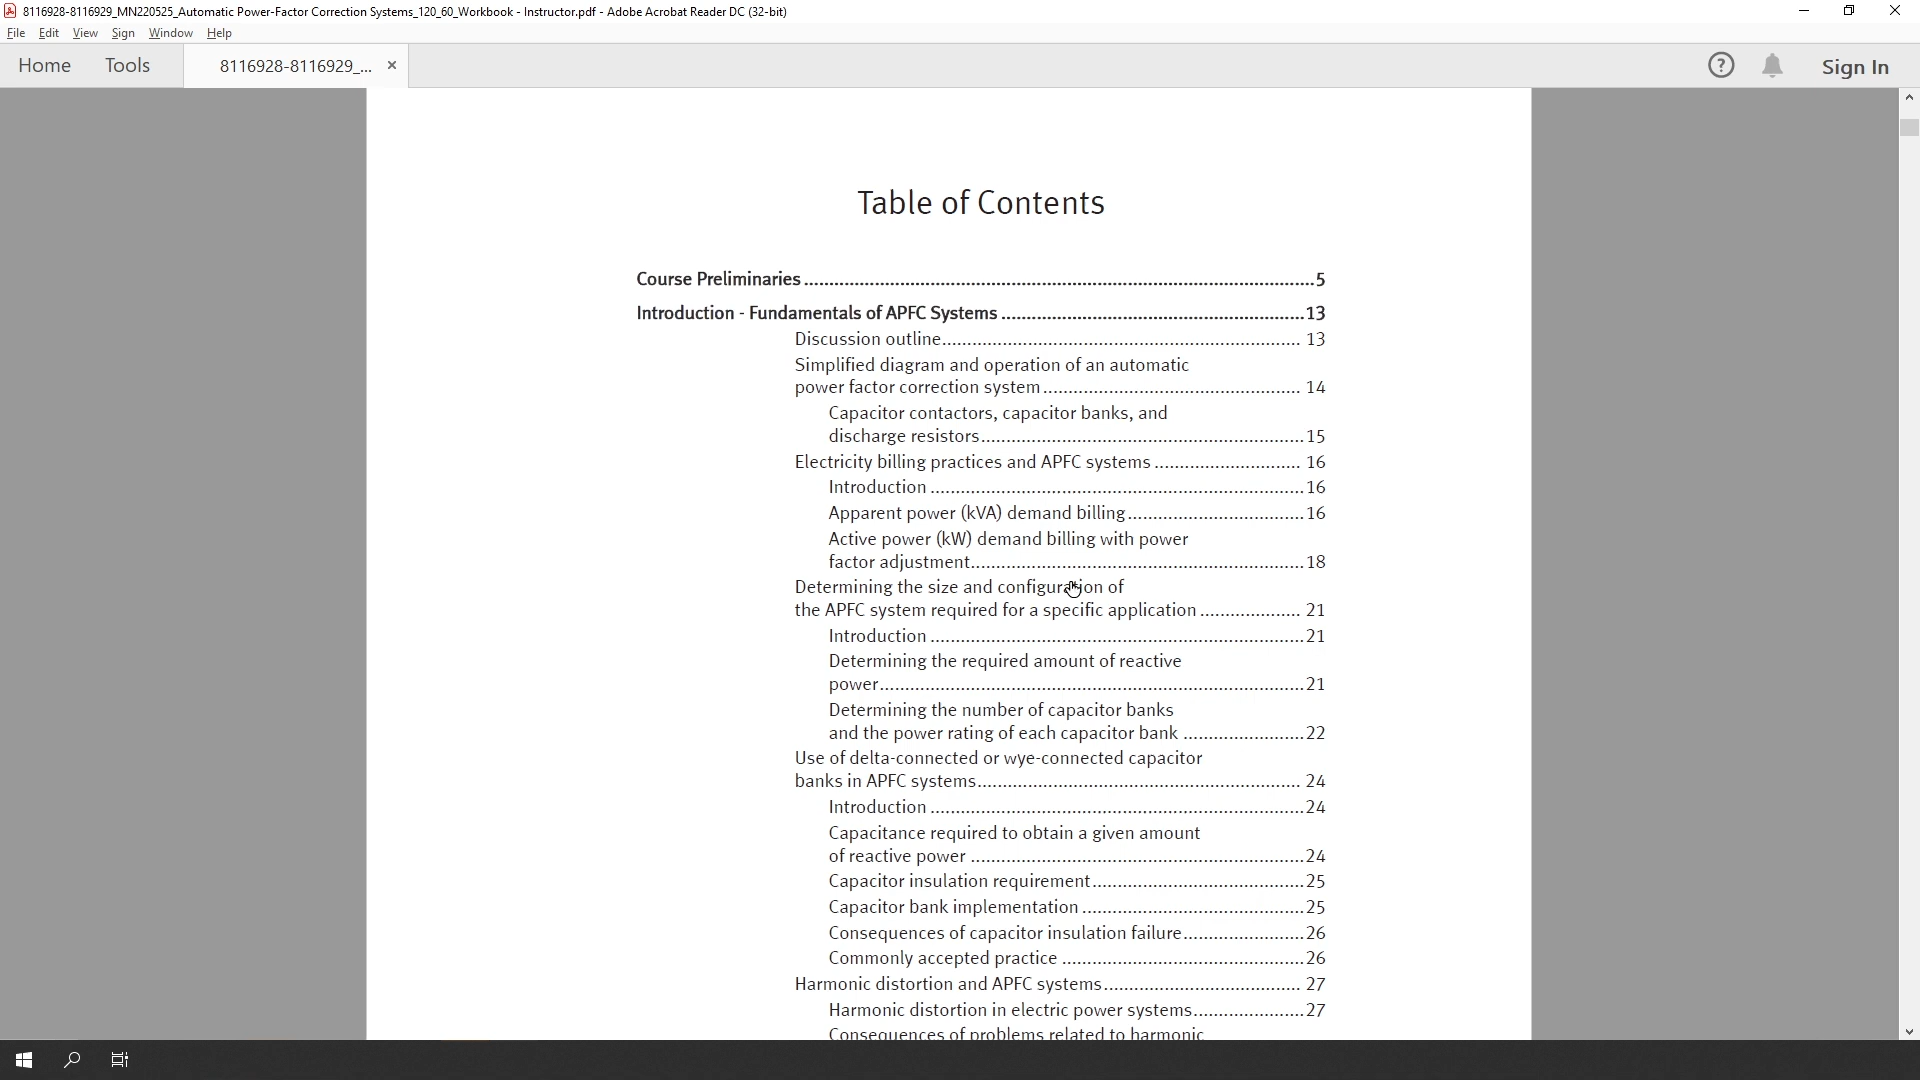 8116928-8116929_MN220525_Automatic Power-Factor Correction Systems_120_60_Workbook - Instructor.pdf - Adobe Acrobat Reader DC (32-bit)
File Edit View Sign Window Help
Home Tools 8116928-8116929_... × ? Sign In
Table of Contents
Course Preliminaries ........................................................................................................... 5
Introduction - Fundamentals of APFC Systems ................................................................ 13
Discussion outline............................................................................ 13
Simplified diagram and operation of an automatic
power factor correction system ...................................................... 14
Capacitor contactors, capacitor banks, and
discharge resistors.................................................................... 15
Electricity billing practices and APFC systems ............................... 16
Introduction ............................................................................... 16
Apparent power (kVA) demand billing..................................... 16
Active power (kW) demand billing with power
factor adjustment...................................................................... 18
Determining the size and configuration of
the APFC system required for a specific application ..................... 21
Introduction ............................................................................... 21
Determining the required amount of reactive
power......................................................................................... 21
Determining the number of capacitor banks
and the power rating of each capacitor bank ......................... 22
Use of delta-connected or wye-connected capacitor
banks in APFC systems.................................................................... 24
Introduction ............................................................................... 24
Capacitance required to obtain a given amount
of reactive power ...................................................................... 24
Capacitor insulation requirement............................................. 25
Capacitor bank implementation ............................................... 25
Consequences of capacitor insulation failure......................... 26
Commonly accepted practice ................................................... 26
Harmonic distortion and APFC systems.......................................... 27
Harmonic distortion in electric power systems....................... 27
Consequences of problems related to harmonic